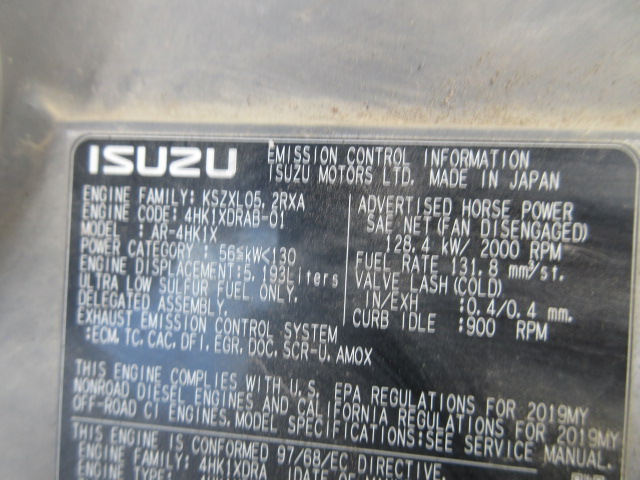 ISUZU
EMISSION CONTROL INFORMATION
ISUZU MOTORS LTD. MADE IN JAPAN
ENGINE FAMILY: KSZXL05.2RXA
ENGINE CODE: 4HK1XDRAB-01
MODEL : AR-4HK1X
POWER CATEGORY : 56≤kW<130
ENGINE DISPLACEMENT:5.193Liters
ULTRA LOW SULFUR FUEL ONLY.
DELEGATED ASSEMBLY.
EXHAUST EMISSION CONTROL SYSTEM
:ECM, TC, CAC, DFI, EGR, DOC, SCR-U, AMOX
ADVERTISED HORSE POWER
SAE NET(FAN DISENGAGED)
128.4 kW/ 2000 RPM
FUEL RATE 131.8 mm³/st.
VALVE LASH(COLD)
IN/EXH :0.4/0.4 mm.
CURB IDLE :900 RPM
THIS ENGINE COMPLIES WITH U.S. EPA REGULATIONS FOR 2019MY
NONROAD DIESEL ENGINES AND CALIFORNIA REGULATIONS FOR 2019MY
OFF-ROAD CI ENGINES.MODEL SPECIFICATIONS:SEE SERVICE MANUAL.
THIS ENGINE IS CONFORMED 97/68/EC DIRECTIVE.
ENGINE FAMILY: 4HK1XDRA DATE OF
ENGINE TYPE: